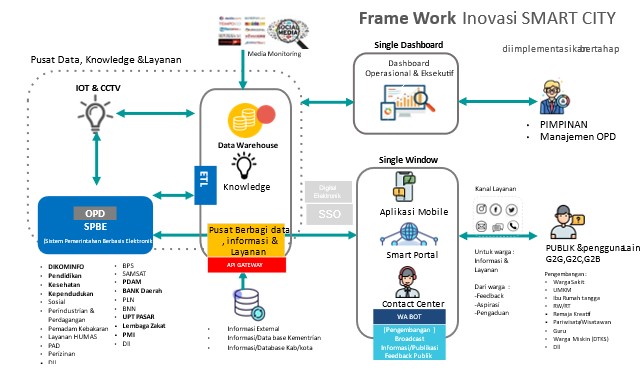 Frame Work Inovasi SMART CITY
diimplementasikan bertahap
SOCIAL
MEDIA
Media Monitoring
Pusat Data, Knowledge &Layanan
IOT & CCTV
Data Warehouse
Knowledge
ETL
Pusat Berbagi data
, informasi &
Layanan
API GATEWAY
OPD
SPBE
(Sistem Pemerintahan Berbasis Elektronik
• DIKOMINFO
• Pendidikan
• Kesehatan
• Kependudukan
• Sosial
• Perindustrian &
Perdagangan
• Pemadam Kebakaran
• Layanan HUMAS
• PAD
• Perizinan
• Dll
• BPS
• SAMSAT
• PDAM
• BANK Daerah
• PLN
• BNN
• UPT PASAR
• Lembaga Zakat
• PMI
• Dll
• Informasi External
• Informasi/Data base Kementrian
• Informasi/Database Kab/kota
Single Dashboard
Dashboard
Operasional & Eksekutif
• PIMPINAN
• Manajemen OPD
Digital
Electronik
SSO
Single Window
Aplikasi Mobile
Smart Portal
Contact Center
WA BOT
(Pengembangan )
Broadcast
Informasi/Publikasi
Feedback Publik
Kanal Layanan
Untuk warga :
Informasi &
Layanan
Dari warga :
-Feedback
-Aspirasi
-Pengaduan
PUBLIK &pengguna Lain
G2G,G2C,G2B
Pengembangan :
• Warga Sakit
• UMKM
• Ibu Rumah tangga
• RW/RT
• Remaja Kreatif
• Pariwisata/Wisatawan
• Guru
• Warga Miskin (DTKS)
• Dll